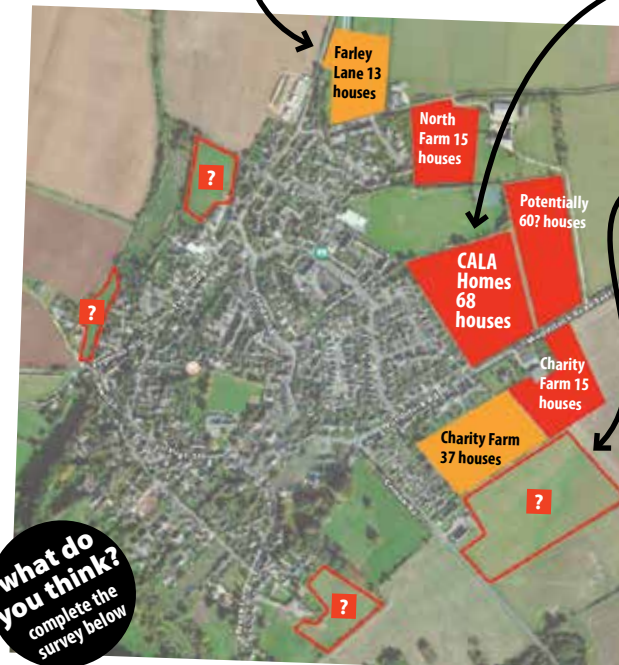 Farley
Lane 13
houses
North
Farm 15
houses
?
Potentially
60? houses
CALA
Homes
68
houses
?
Charity
Farm 15
houses
Charity Farm
37 houses
?
?
what do
you think?
complete the
survey below